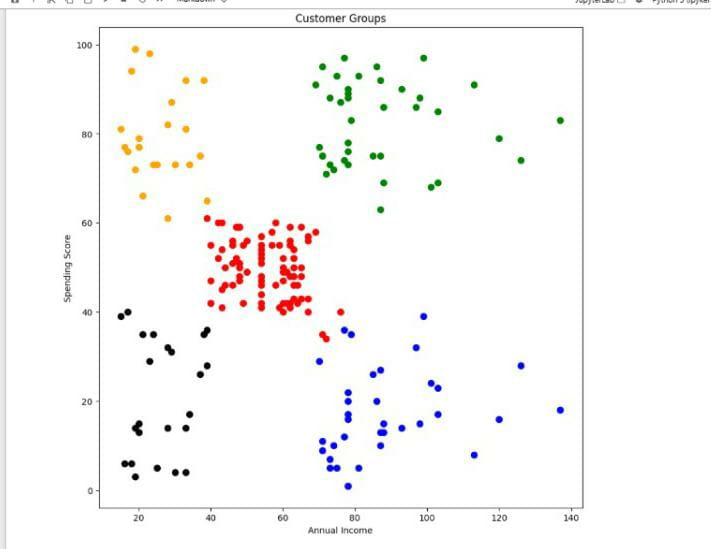 Markdown
JupyterLab
Python 3 (ipyker
Customer Groups
100
80
60
40
20
0
Spending Score
20 40 60 80 100 120 140
Annual Income